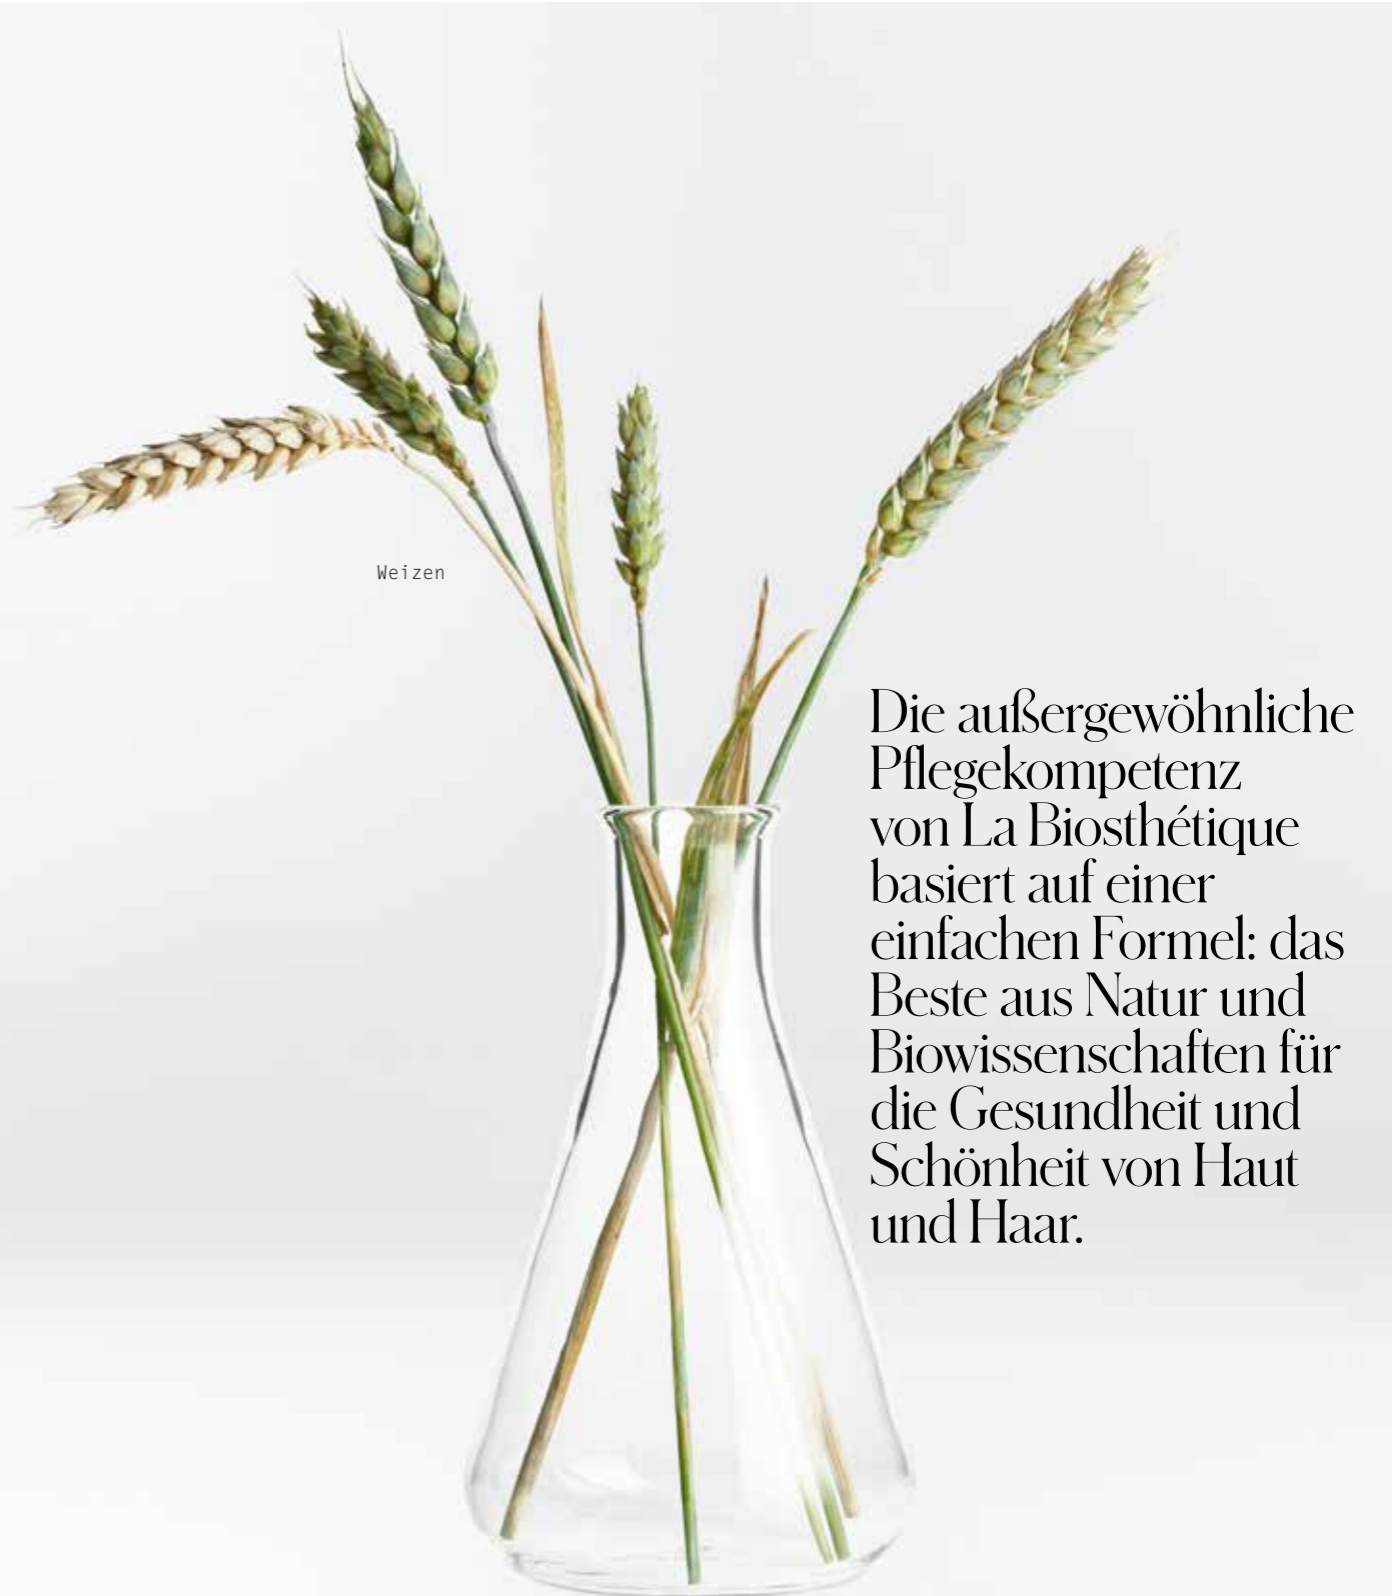 Weizen
Die außergewöhnliche
Pflegekompetenz
von La Biosthétique
basiert auf einer
einfachen Formel: das
Beste aus Natur und
Biowissenschaften für
die Gesundheit und
Schönheit von Haut
und Haar.